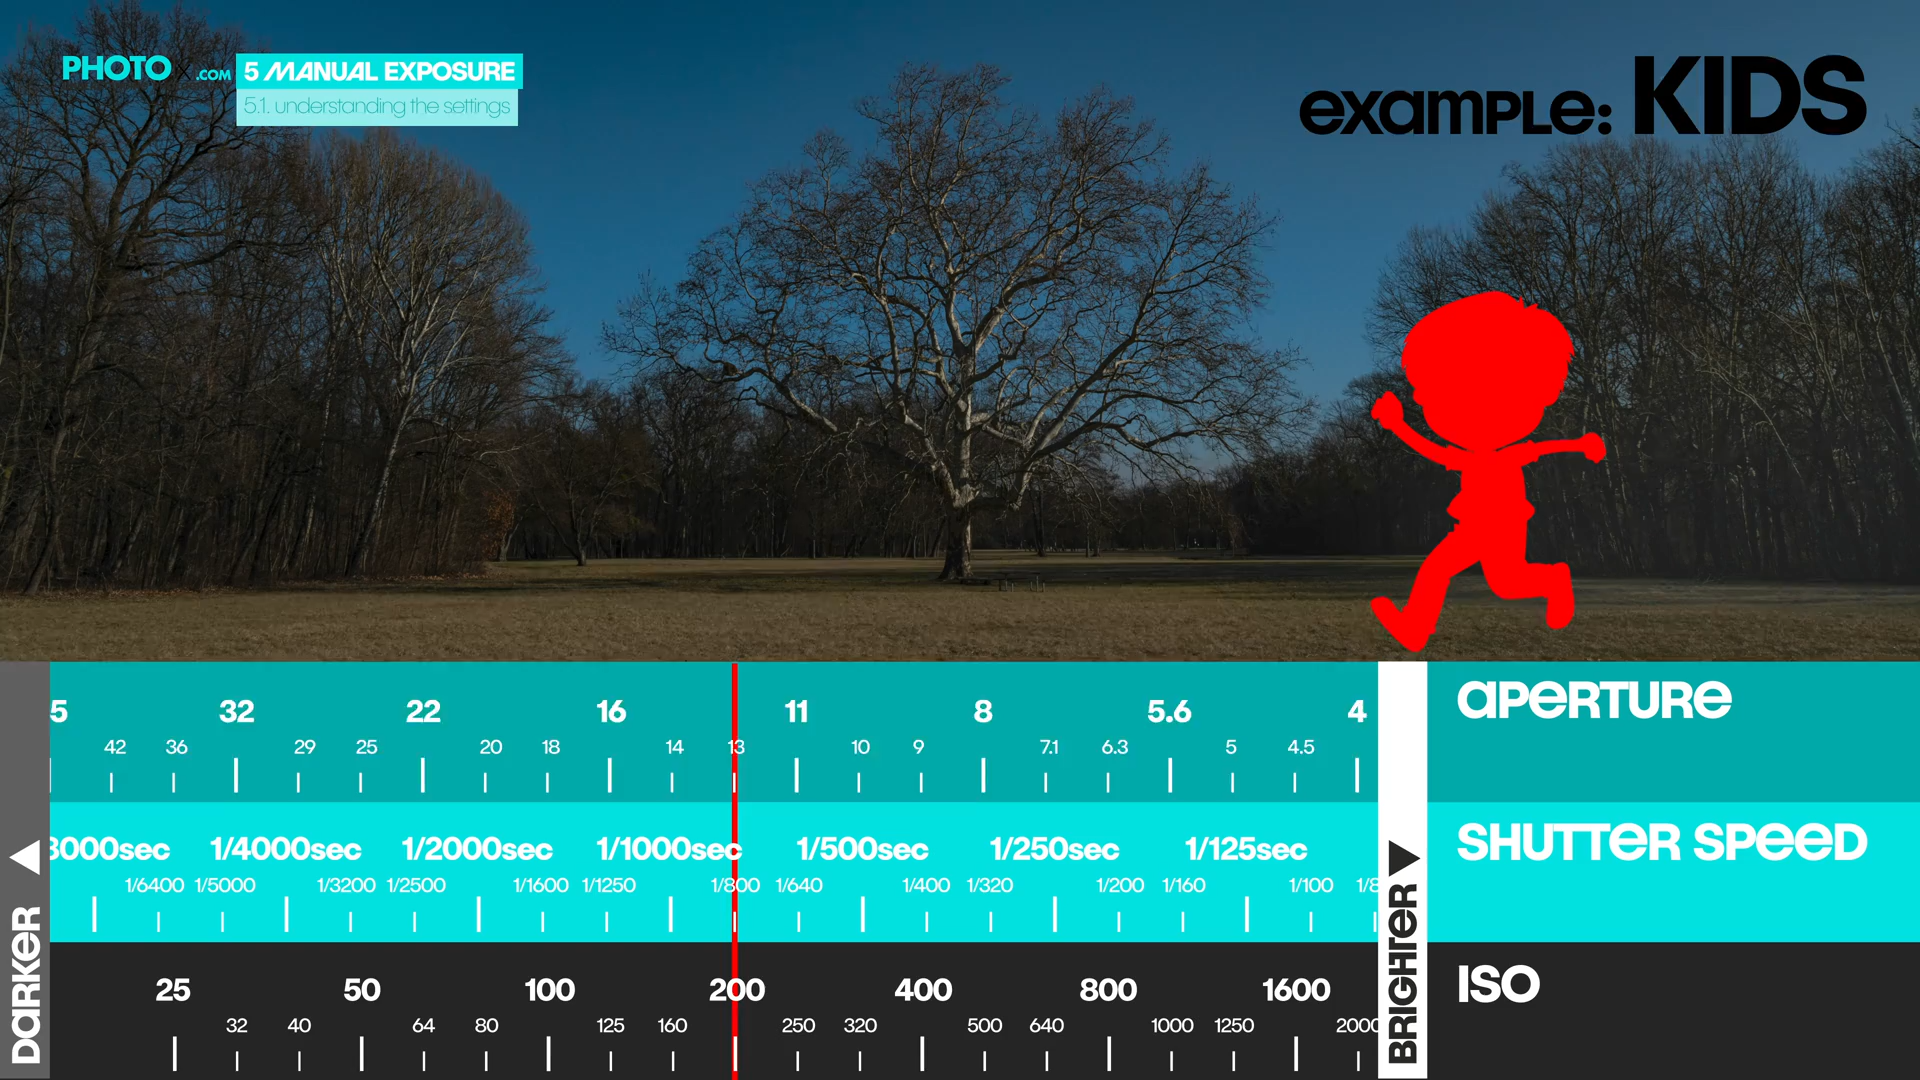 PHOTO X .COM
5 MANUAL EXPOSURE
5.1. understanding the settings
example: KIDS
32 22 16 11 8 5.6 4
42 36 29 25 20 18 14 13 10 9 7.1 6.3 5 4.5
APERTURE
1/4000sec 1/2000sec 1/1000sec 1/500sec 1/250sec 1/125sec
1/6400 1/5000 1/3200 1/2500 1/1600 1/1250 1/800 1/640 1/400 1/320 1/200 1/160 1/100
SHUTTER SPEED
25 50 100 200 400 800 1600
32 40 64 80 125 160 250 320 500 640 1000 1250 2000
ISO
DARKER
BRIGHTER